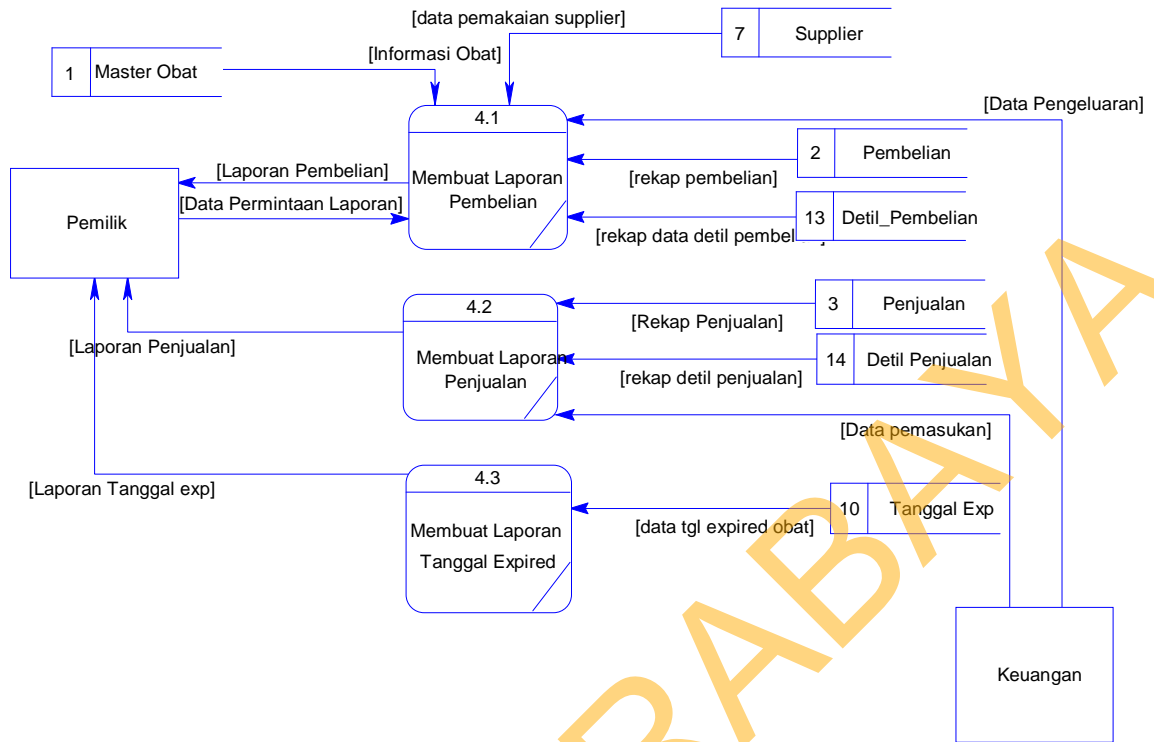 [data pemakaian supplier]
7 Supplier
[Informasi Obat]
1 Master Obat
[Data Pengeluaran]
4.1
Membuat Laporan
Pembelian
2 Pembelian
[Laporan Pembelian]
[rekap pembelian]
[Data Permintaan Laporan]
Pemilik
13 Detil_Pembelian
[rekap data detil pembel
4.2
Membuat Laporan
Penjualan
3 Penjualan
[Rekap Penjualan]
[Laporan Penjualan]
14 Detil Penjualan
[rekap detil penjualan]
[Data pemasukan]
4.3
Membuat Laporan
Tanggal Expired
[Laporan Tanggal exp]
10 Tanggal Exp
[data tgl expired obat]
Keuangan
BABAYA